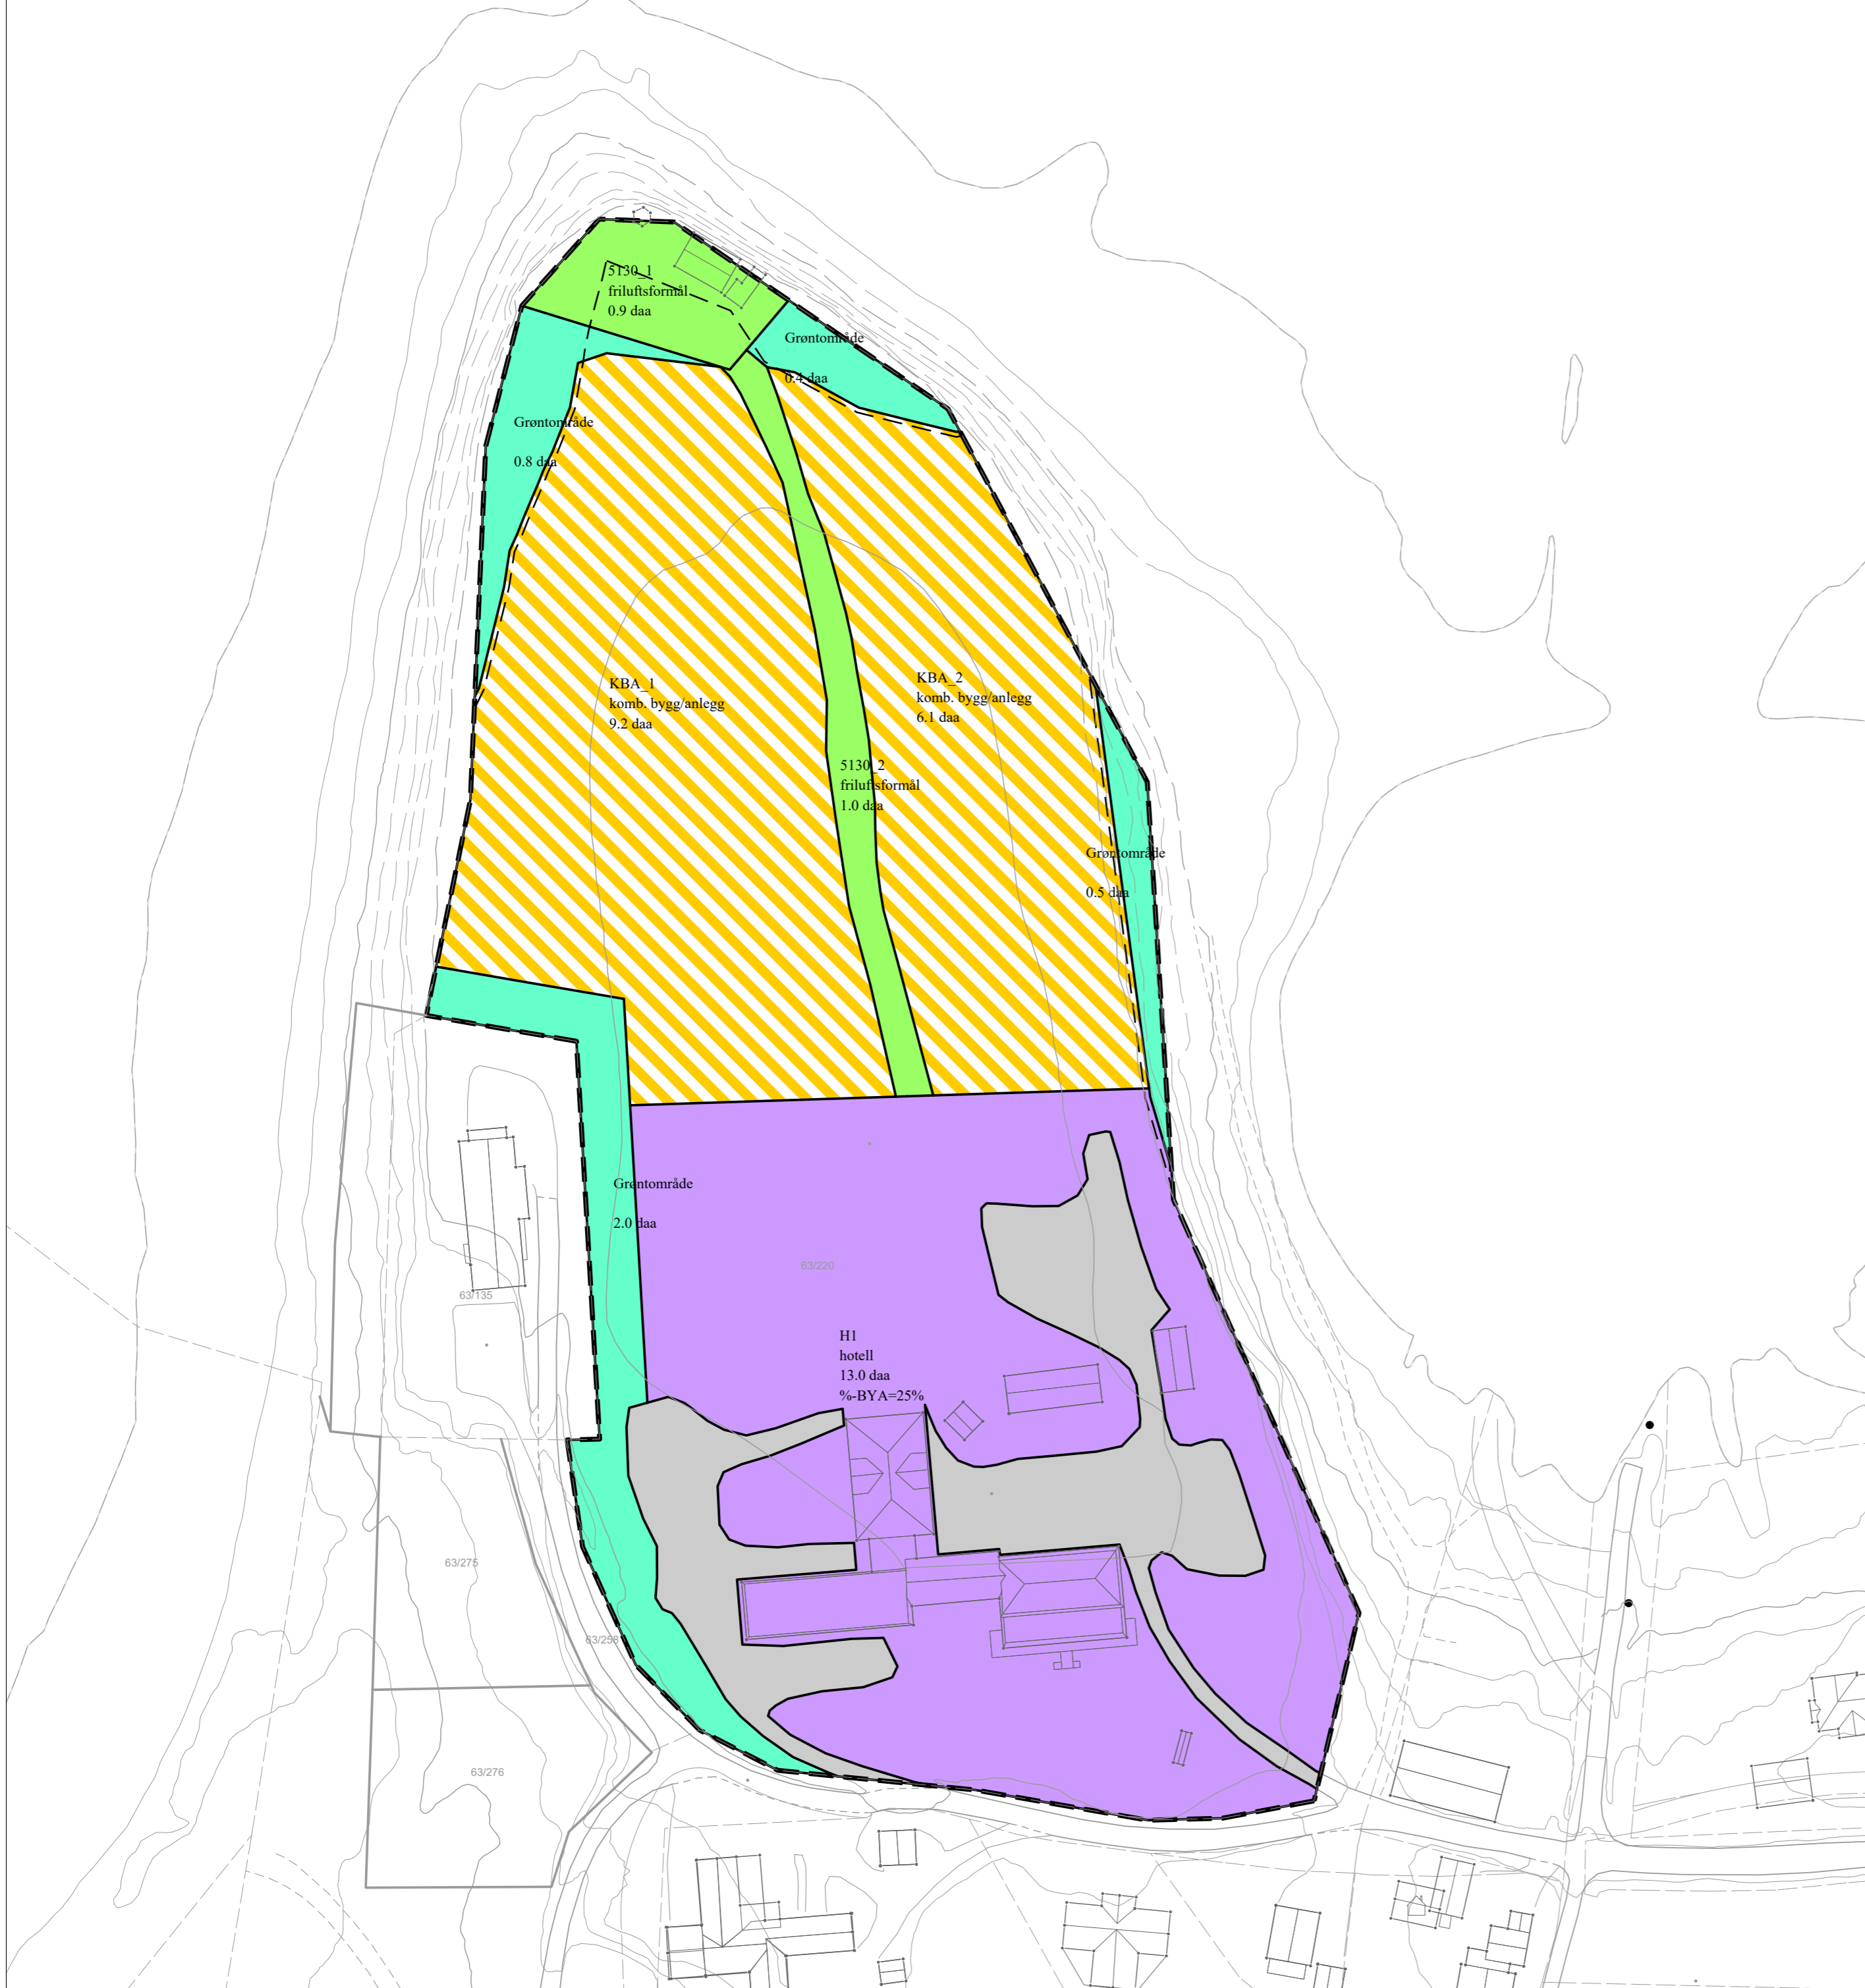 5130_1
friluftsformål
0.9 daa
Grøntområde
0.4 daa
Grøntområde
0.8 daa
KBA_1
komb. bygg/anlegg
9.2 daa
KBA_2
komb. bygg/anlegg
6.1 daa
5130_2
friluftsformål
1.0 daa
Grøntområde
0.5 daa
Grøntområde
2.0 daa
63/220
63/135
H1
hotell
13.0 daa
%-BYA=25%
63/275
63/258
63/276